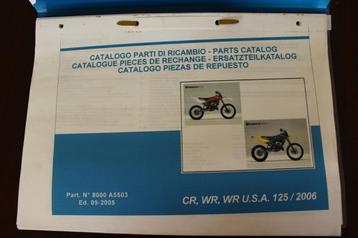 CATALOGO PARTI DI RICAMBIO - PARTS CATALOG
CATALOGUE PIECES DE RECHANGE - ERSATZTEILKATALOG
CATALOGO PIEZAS DE REPUESTO
Part. N° 8000 A5503
Ed. 09-2005
CR, WR, WR U.S.A. 125 / 2006